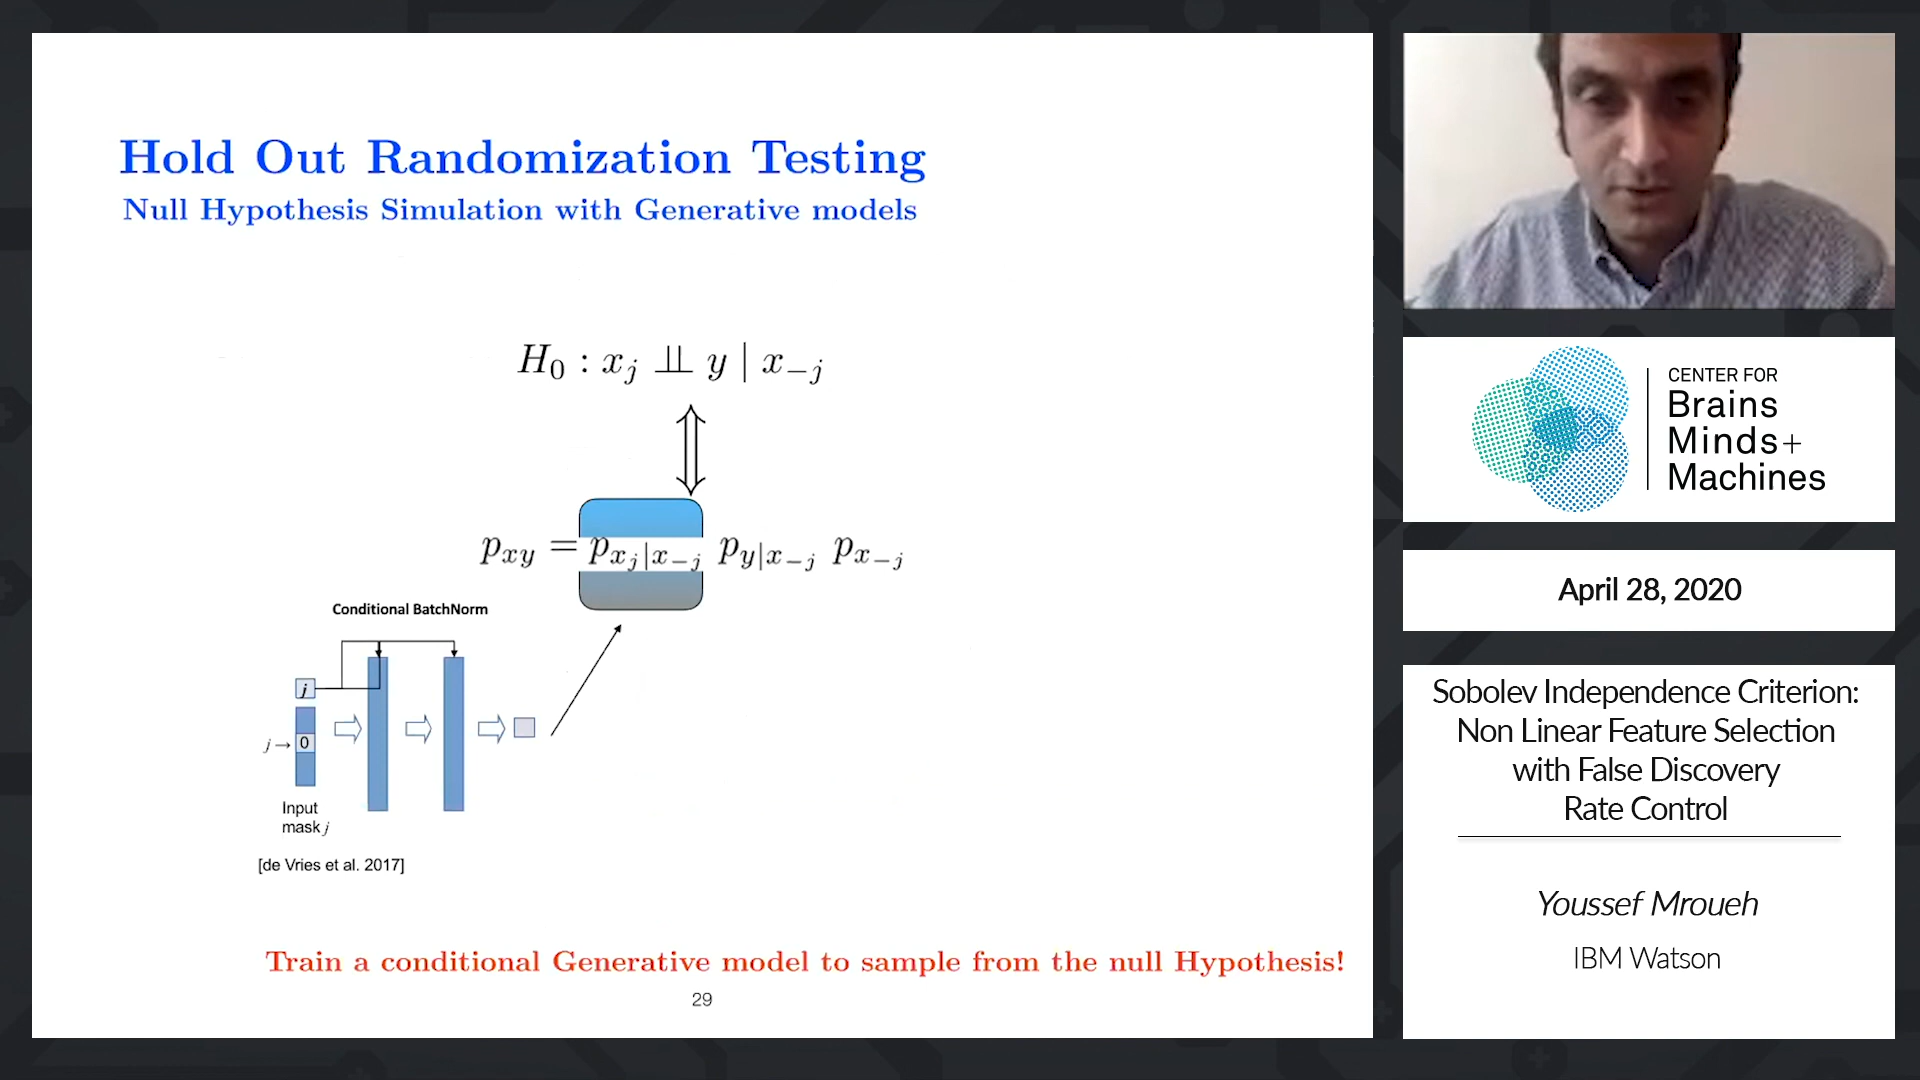 Hold Out Randomization Testing
Null Hypothesis Simulation with Generative models
H₀ : xⱼ ⫫ y | x₋ⱼ
p_{xy} = p_{x_j|x_{-j}} p_{y|x_{-j}} p_{x_{-j}}
Conditional BatchNorm
j
j → 0
Input
mask j
[de Vries et al. 2017]
Train a conditional Generative model to sample from the null Hypothesis!
29
CENTER FOR
Brains
Minds+
Machines
April 28, 2020
Sobolev Independence Criterion:
Non Linear Feature Selection
with False Discovery
Rate Control
Youssef Mroueh
IBM Watson